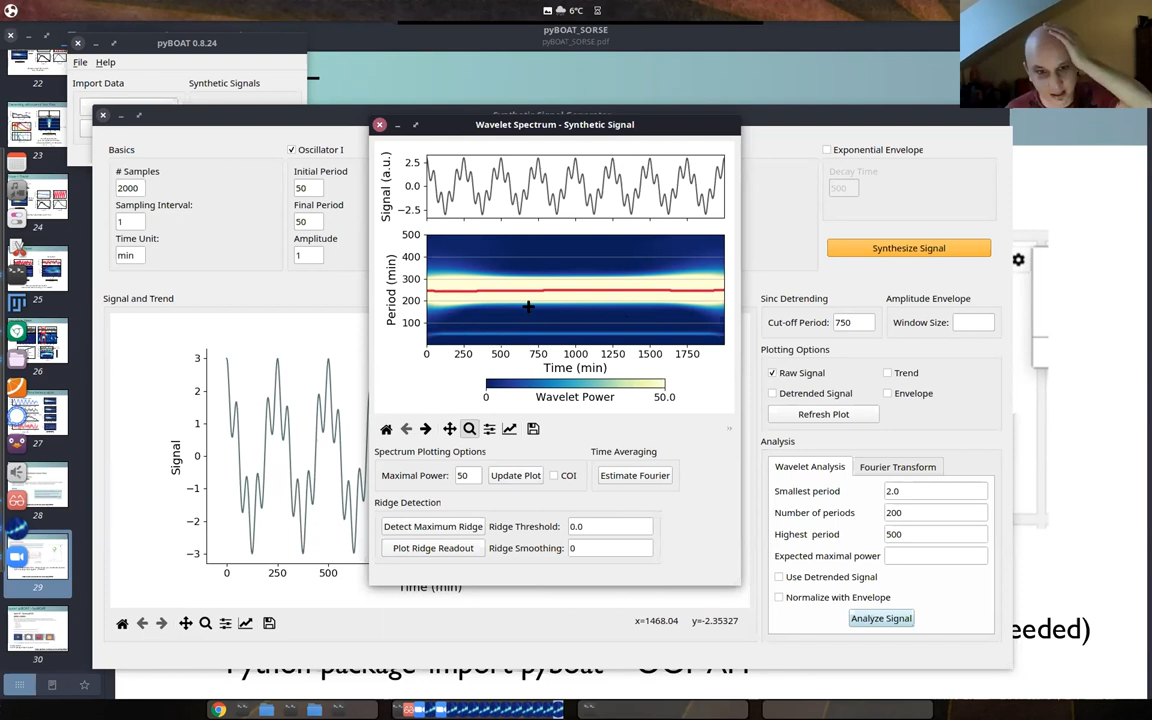 6℃
pyBOAT_SORSE
pyBOAT_SORSE.pdf
pyBOAT 0.8.24
File Help
Import Data
Synthetic Signals
22
23
24
25
26
27
28
29
30
Basics
# Samples
2000
Sampling Interval:
1
Time Unit:
min
Oscillator I
Initial Period
50
Final Period
50
Amplitude
1
Exponential Envelope
Decay Time
500
Synthesize Signal
Signal and Trend
Signal
3
2
1
0
−1
−2
−3
0 250 500
Time (min)
x=1468.04 y=-2.35327
Sinc Detrending
Cut-off Period: 750
Amplitude Envelope
Window Size:
Plotting Options
Raw Signal
Trend
Detrended Signal
Envelope
Refresh Plot
Analysis
Wavelet Analysis
Fourier Transform
Smallest period 2.0
Number of periods 200
Highest period 500
Expected maximal power
Use Detrended Signal
Normalize with Envelope
Analyze Signal
Wavelet Spectrum - Synthetic Signal
Signal (a.u.)
2.5
0.0
−2.5
Period (min)
500
400
300
200
100
0 250 500 750 1000 1250 1500 1750
Time (min)
0 50.0
Wavelet Power
Spectrum Plotting Options
Maximal Power: 50 Update Plot COI
Time Averaging
Estimate Fourier
Ridge Detection
Detect Maximum Ridge Ridge Threshold: 0.0
Plot Ridge Readout Ridge Smoothing: 0
eeded)